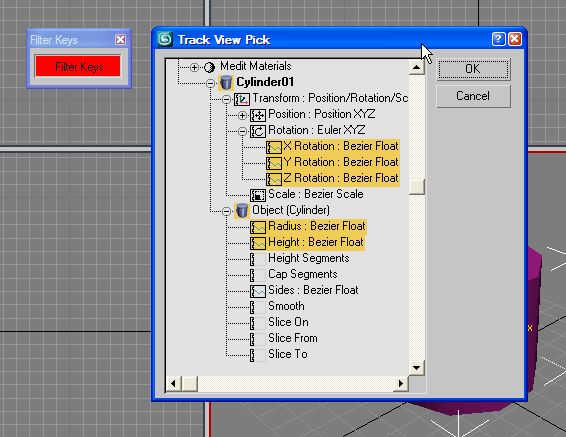 Filter Keys
Filter Keys
Track View Pick
Medit Materials
Cylinder01
Transform : Position/Rotation/Sc
Position : Position XYZ
Rotation : Euler XYZ
X Rotation : Bezier Float
Y Rotation : Bezier Float
Z Rotation : Bezier Float
Scale : Bezier Scale
Object (Cylinder)
Radius : Bezier Float
Height : Bezier Float
Height Segments
Cap Segments
Sides : Bezier Float
Smooth
Slice On
Slice From
Slice To
OK
Cancel
x